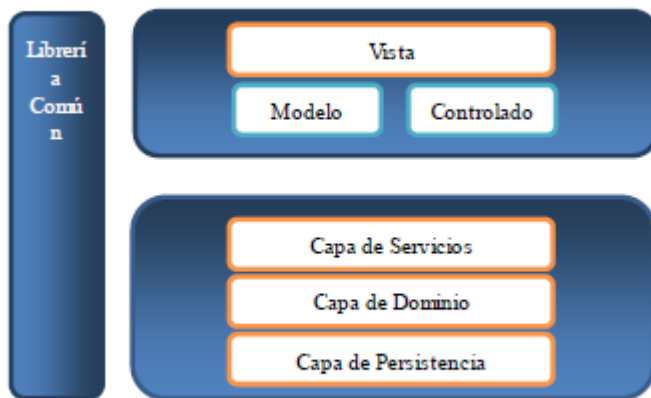 Librerí
a
Comú
n
Vista
Modelo
Controlado
Capa de Servicios
Capa de Dominio
Capa de Persistencia